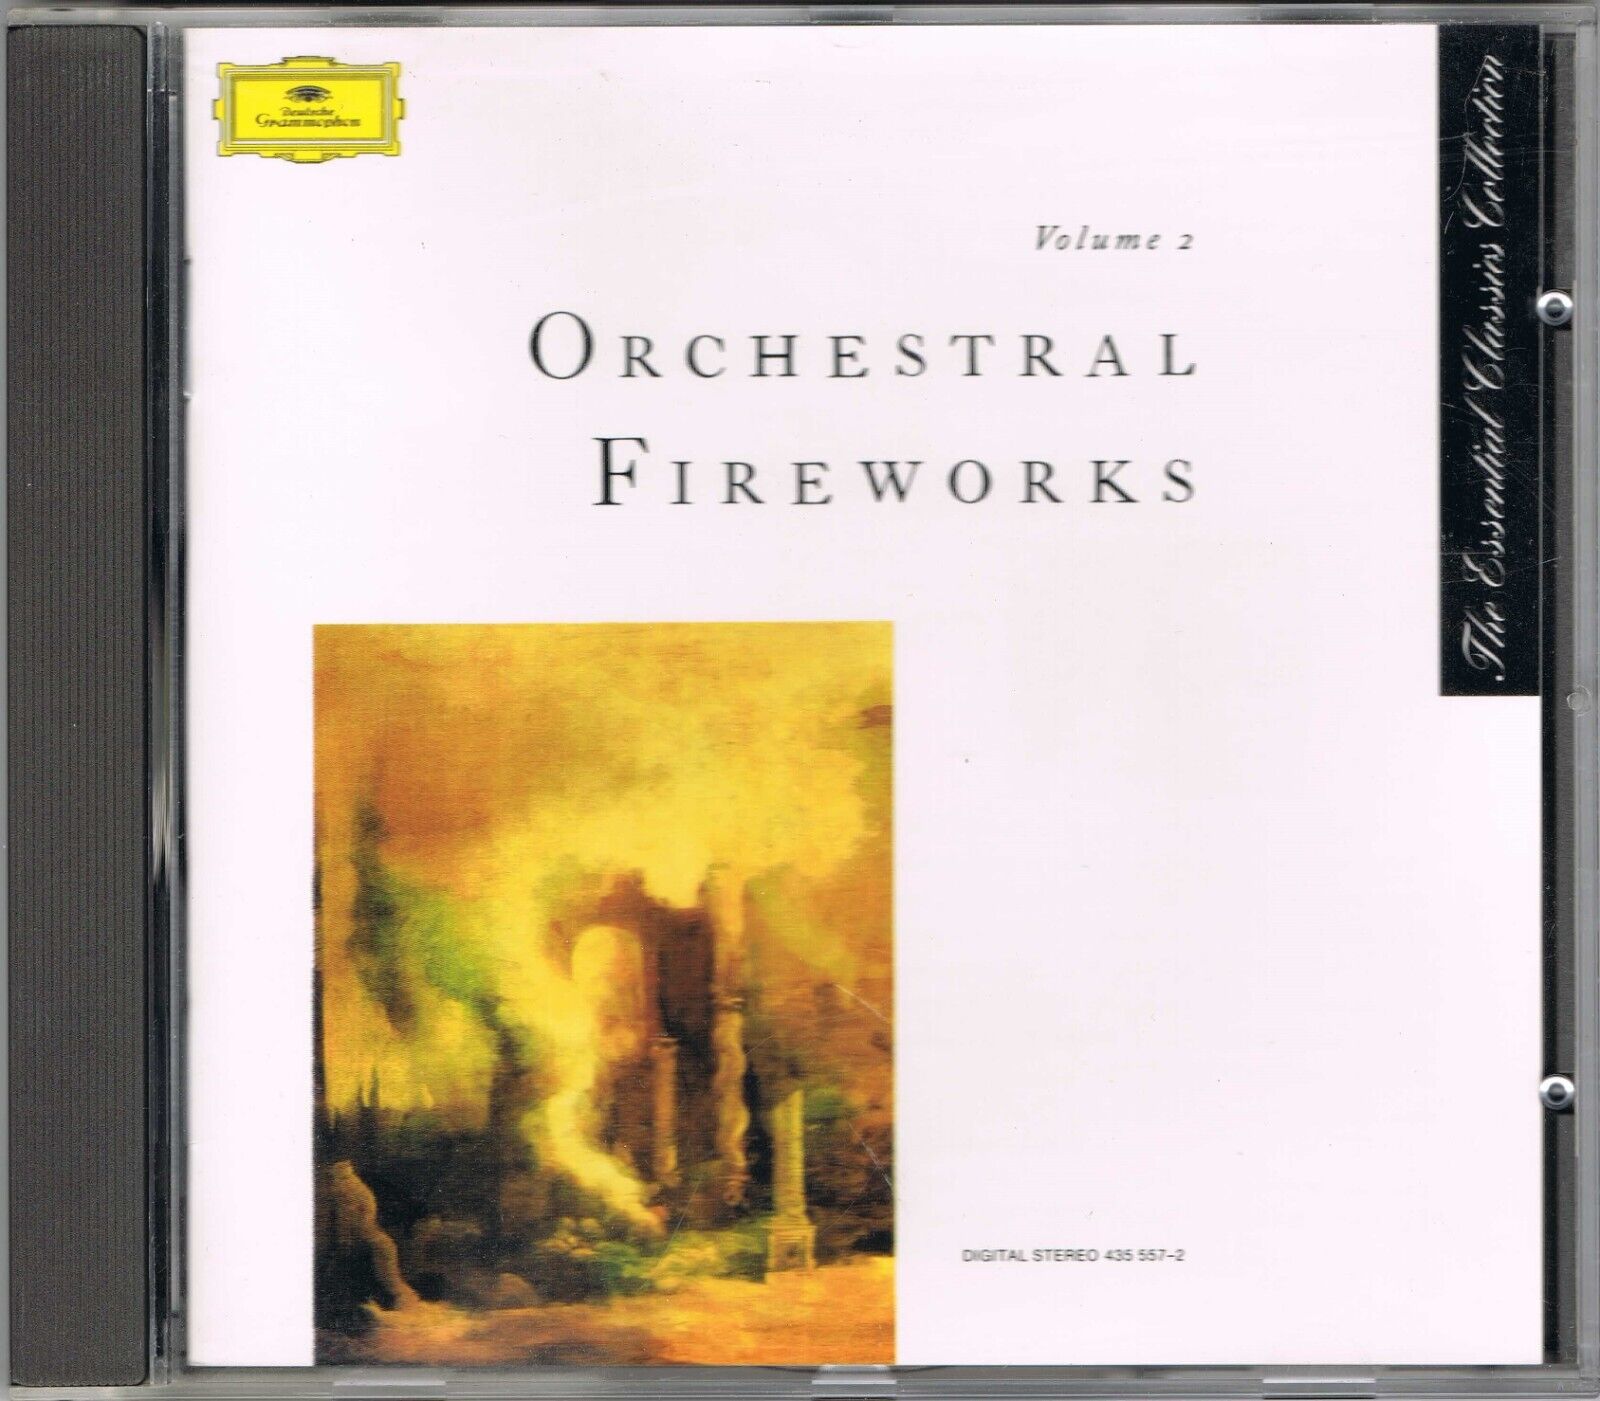 Deutsche
Grammophon
Volume 2
ORCHESTRAL
FIREWORKS
The Essential Classics Collection
DIGITAL STEREO 435 557-2